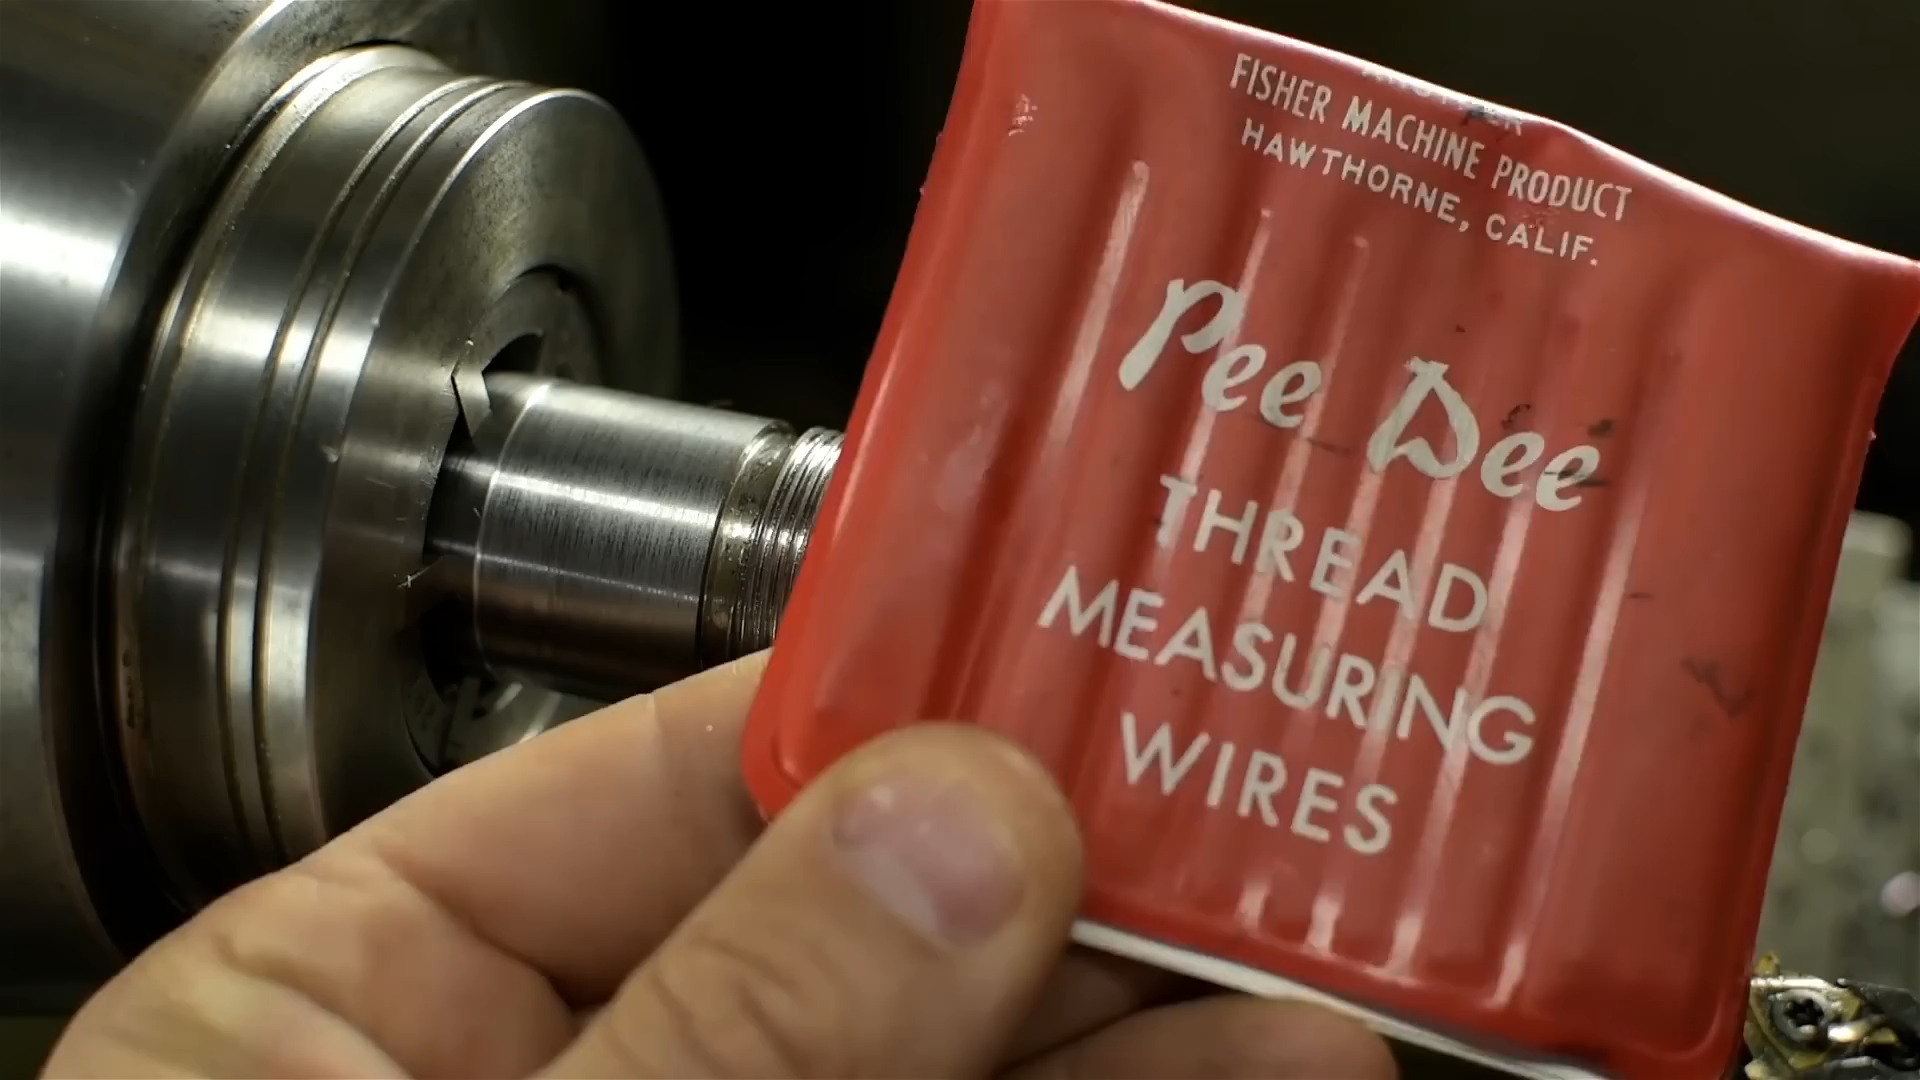 FISHER MACHINE PRODUCT
HAWTHORNE, CALIF.
Pee Dee
THREAD
MEASURING
WIRES